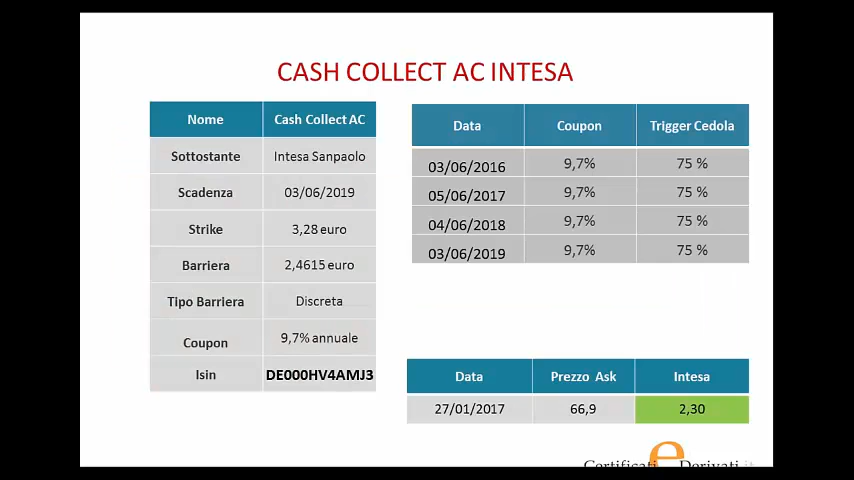 CASH COLLECT AC INTESA
Nome Cash Collect AC
Sottostante Intesa Sanpaolo
Scadenza 03/06/2019
Strike 3,28 euro
Barriera 2,4615 euro
Tipo Barriera Discreta
Coupon 9,7% annuale
Isin DE000HV4AMJ3
Data Coupon Trigger Cedola
03/06/2016 9,7% 75 %
05/06/2017 9,7% 75 %
04/06/2018 9,7% 75 %
03/06/2019 9,7% 75 %
Data Prezzo Ask Intesa
27/01/2017 66,9 2,30
Certificati e Derivati.it